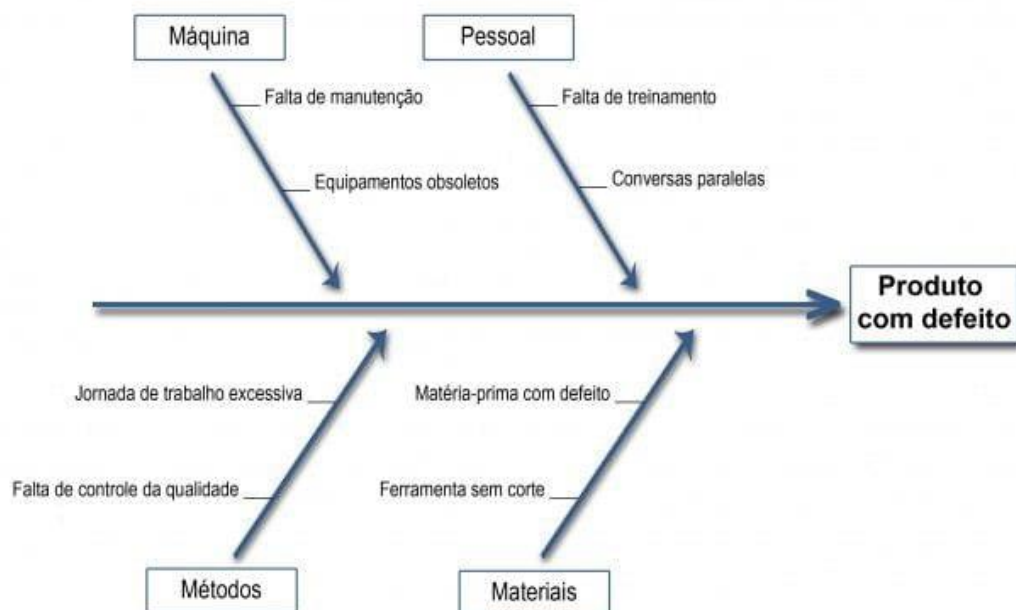 Máquina
Pessoal
Falta de manutenção
Falta de treinamento
Equipamentos obsoletos
Conversas paralelas
Produto
com defeito
Jornada de trabalho excessiva
Matéria-prima com defeito
Falta de controle da qualidade
Ferramenta sem corte
Métodos
Materiais